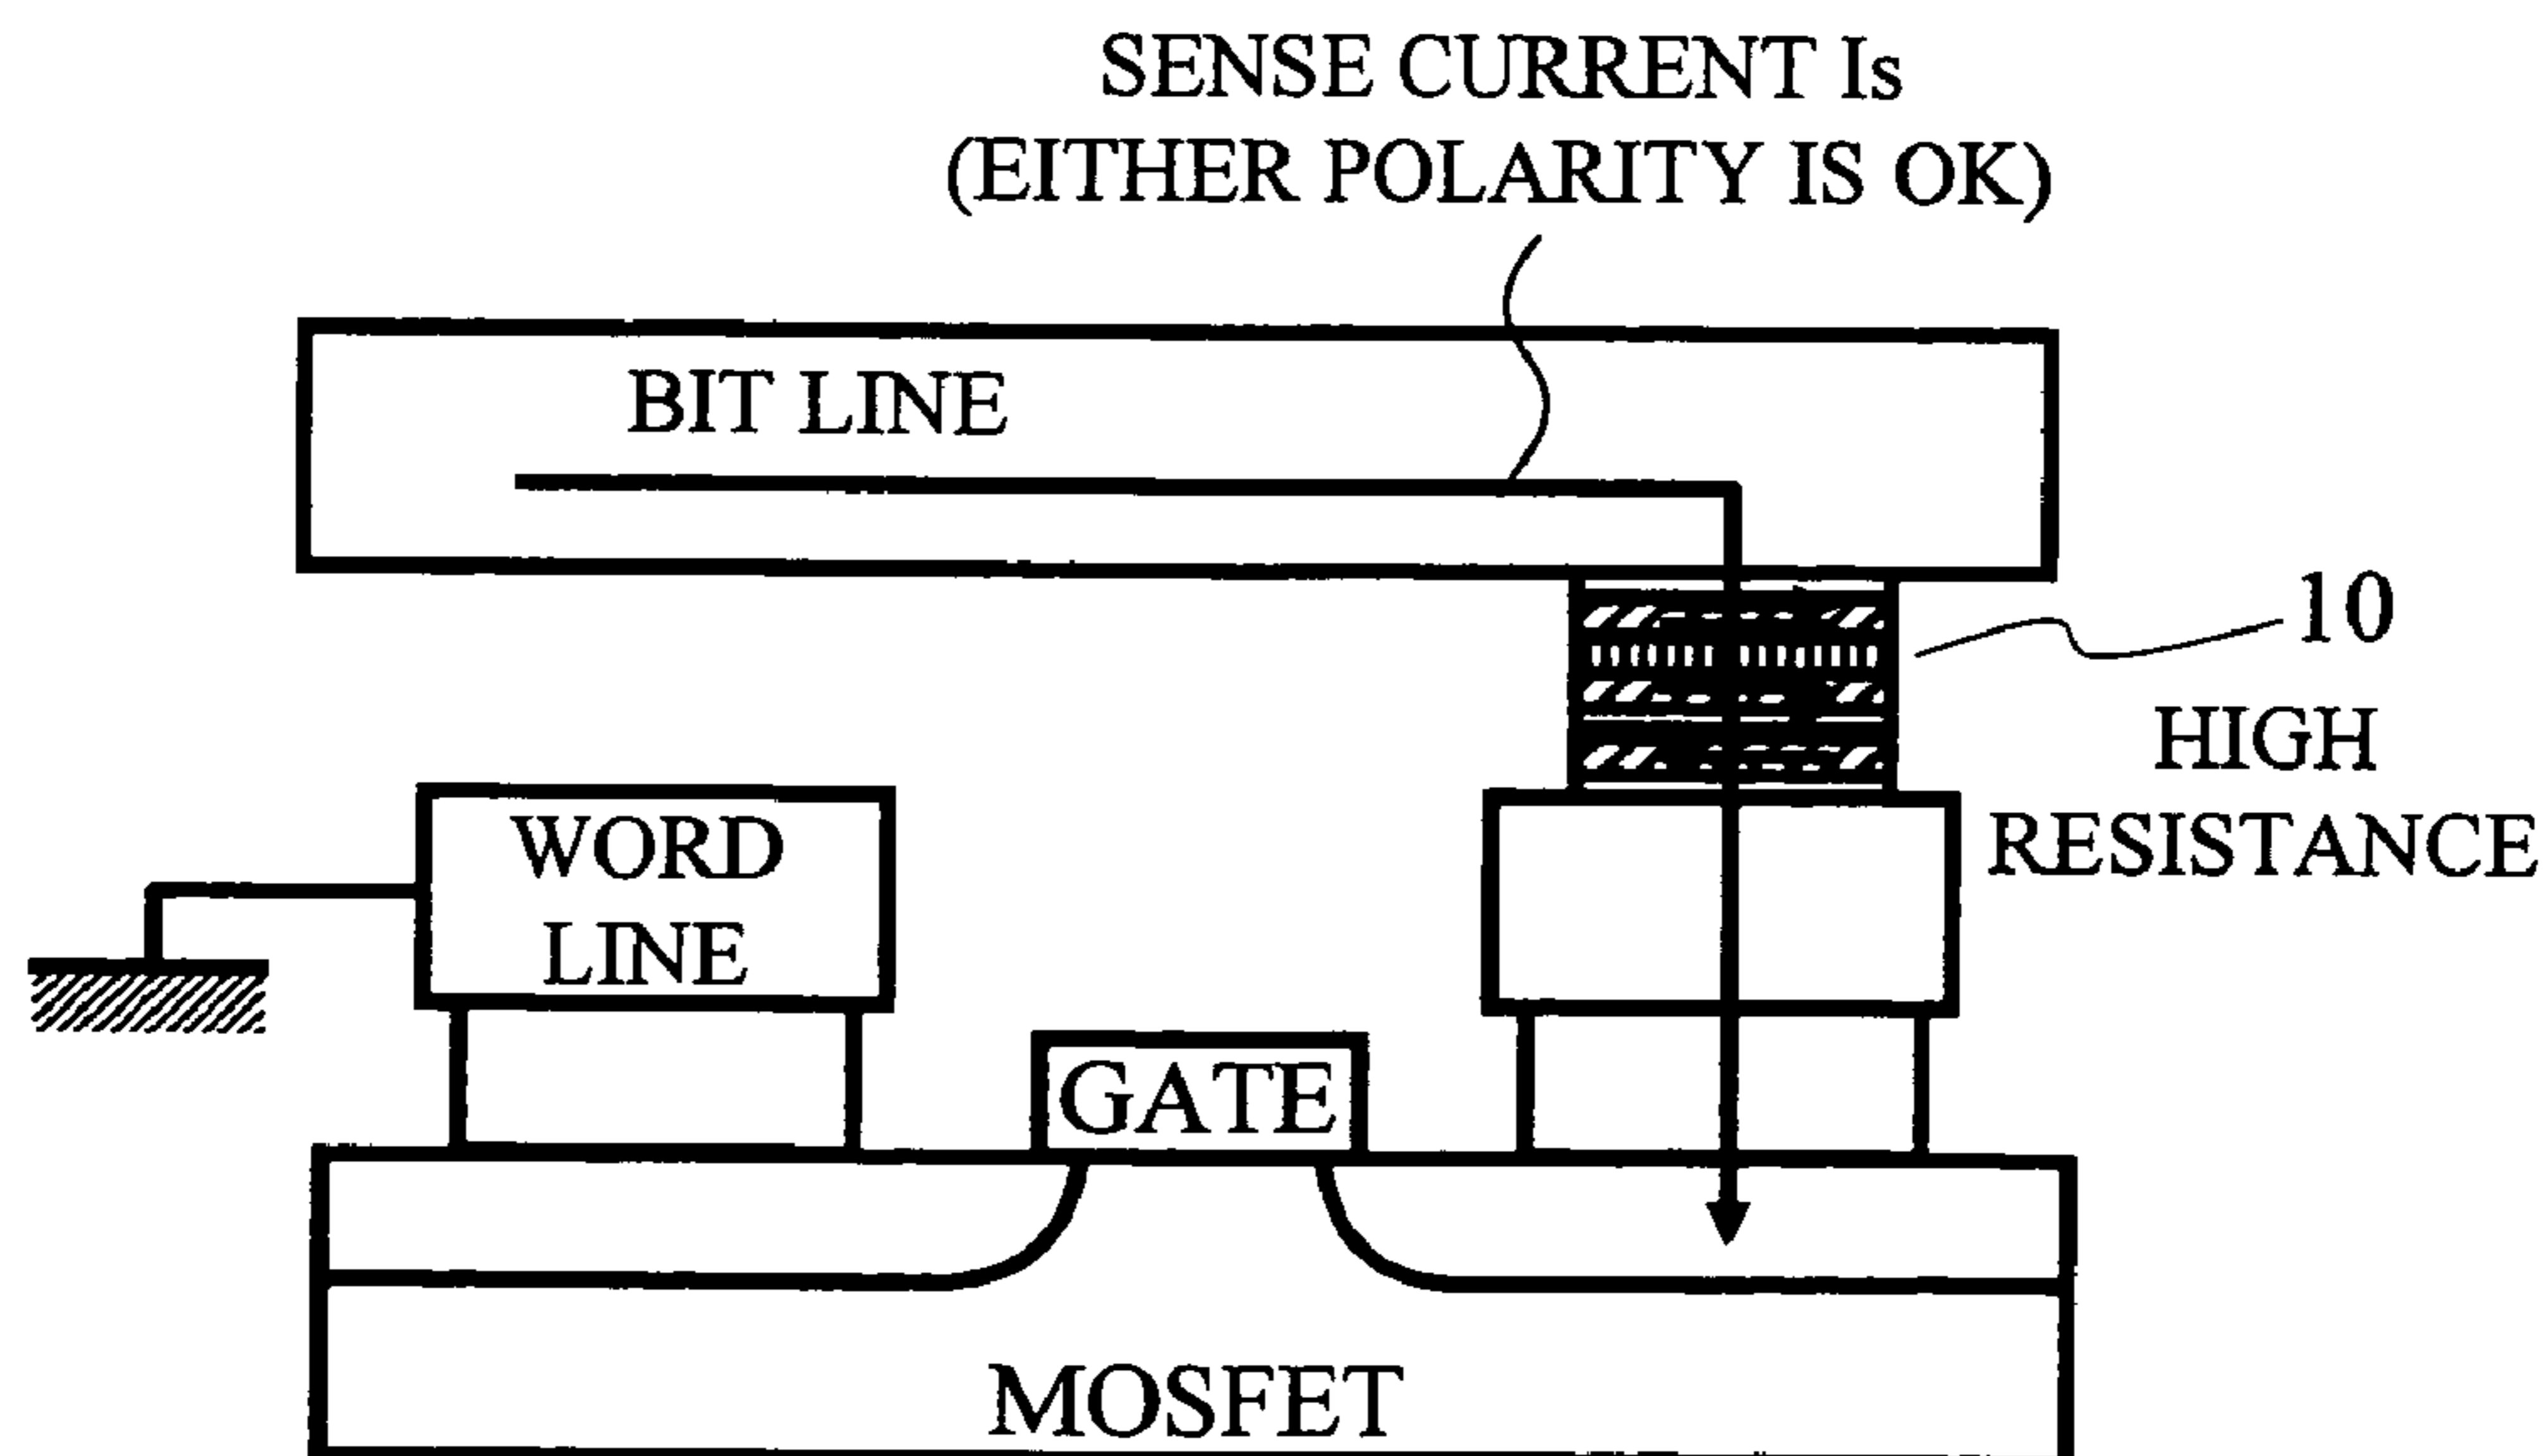 SENSE CURRENT Is
(EITHER POLARITY IS OK)
BIT LINE
10
HIGH
RESISTANCE
WORD
LINE
GATE
MOSFET